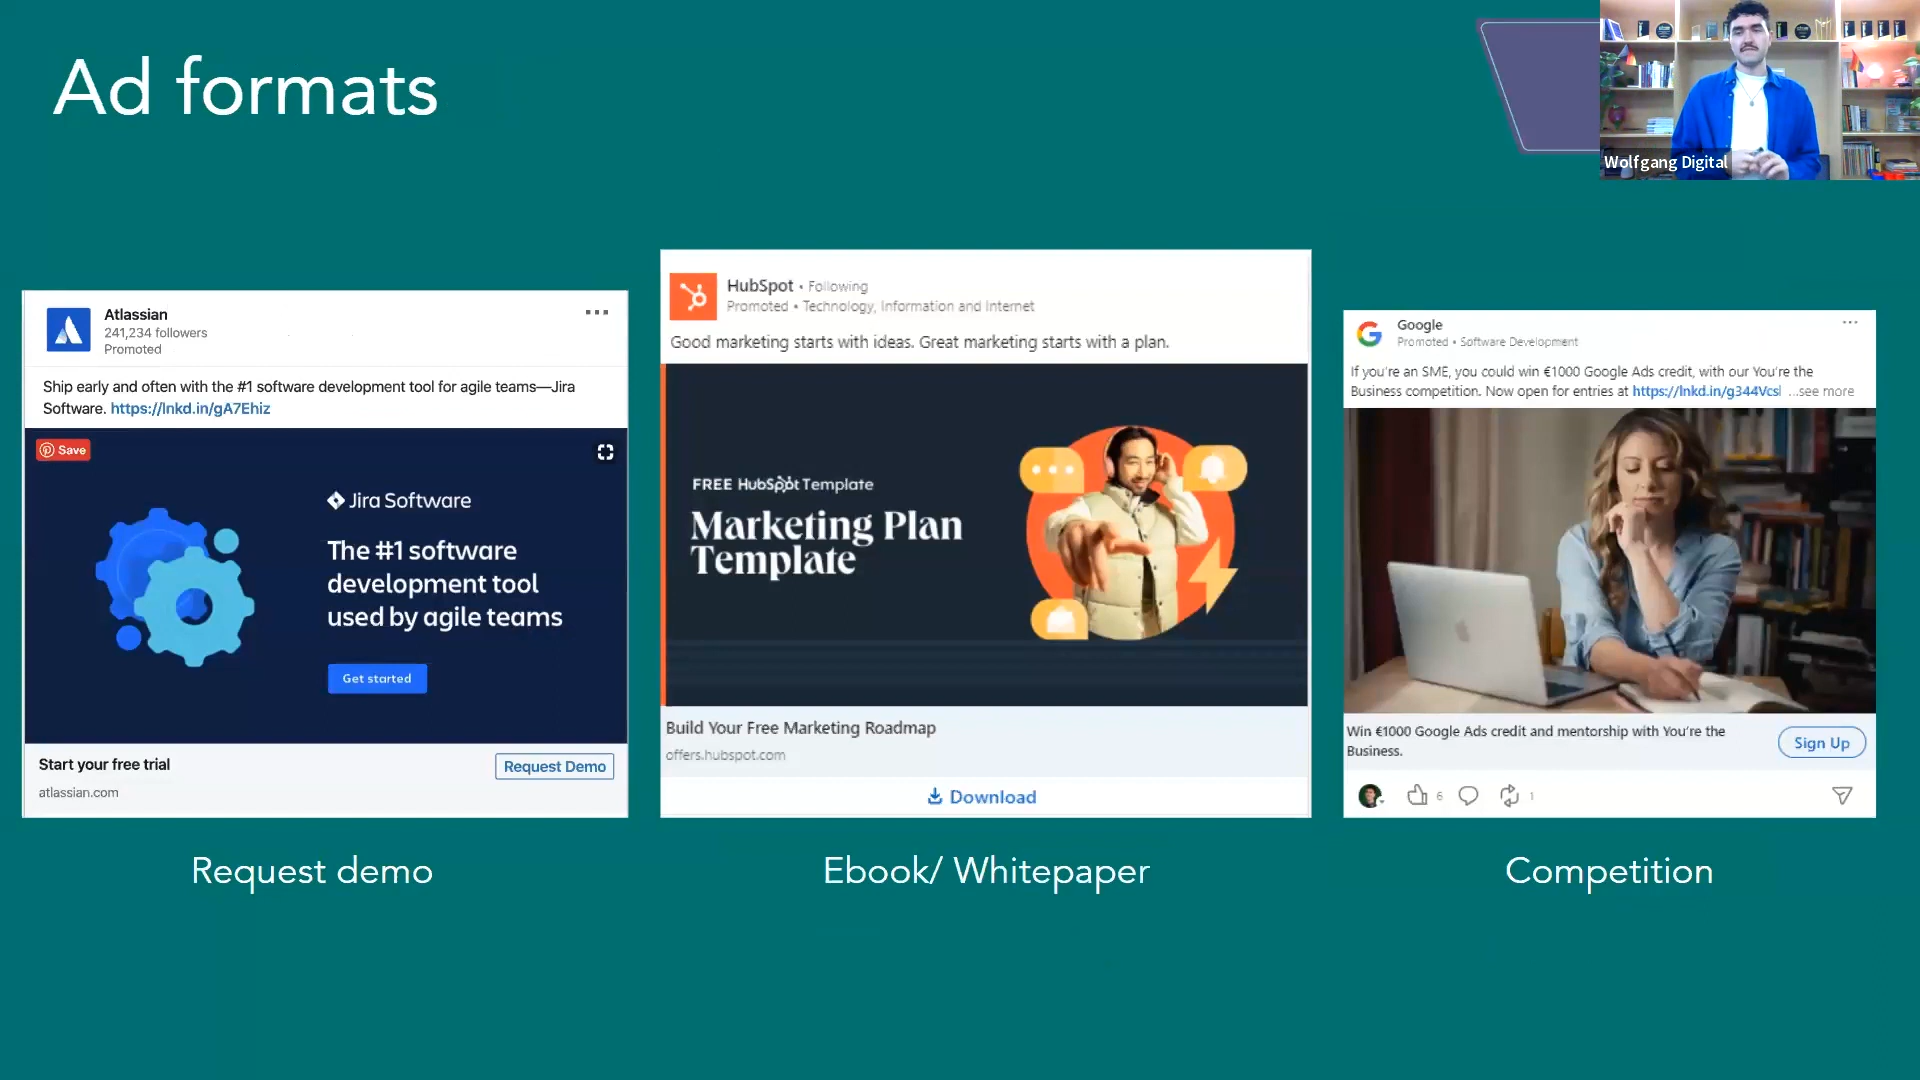 Ad formats
Wolfgang Digital
Atlassian
241,234 followers
Promoted
Ship early and often with the #1 software development tool for agile teams—Jira
Software. https://lnkd.in/gA7Ehiz
Save
Jira Software
The #1 software
development tool
used by agile teams
Get started
Start your free trial
Request Demo
atlassian.com
Request demo
HubSpot • Following
Promoted • Technology, Information and Internet
Good marketing starts with ideas. Great marketing starts with a plan.
FREE HubSpot Template
Marketing Plan
Template
Build Your Free Marketing Roadmap
offers.hubspot.com
Download
Ebook/ Whitepaper
Google
Promoted • Software Development
If you're an SME, you could win €1000 Google Ads credit, with our You're the
Business competition. Now open for entries at https://lnkd.in/g344Vcsl ...see more
Win €1000 Google Ads credit and mentorship with You're the
Business.
Sign Up
6
1
Competition